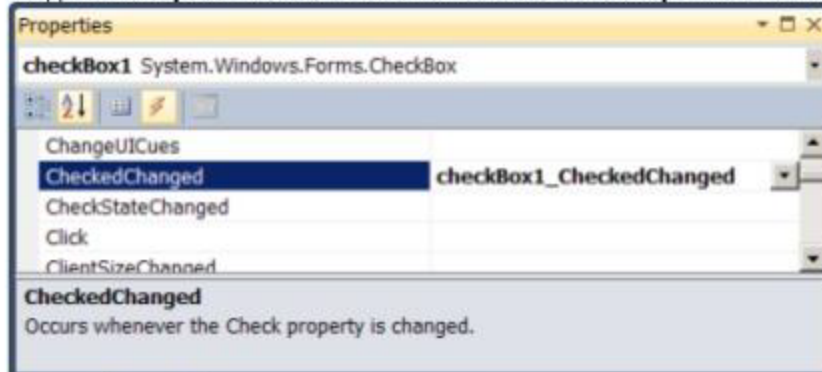 Properties
checkBox1 System.Windows.Forms.CheckBox
ChangeUICues
CheckedChanged checkBox1_CheckedChanged
CheckStateChanged
Click
ClientSizeChanged
CheckedChanged
Occurs whenever the Check property is changed.